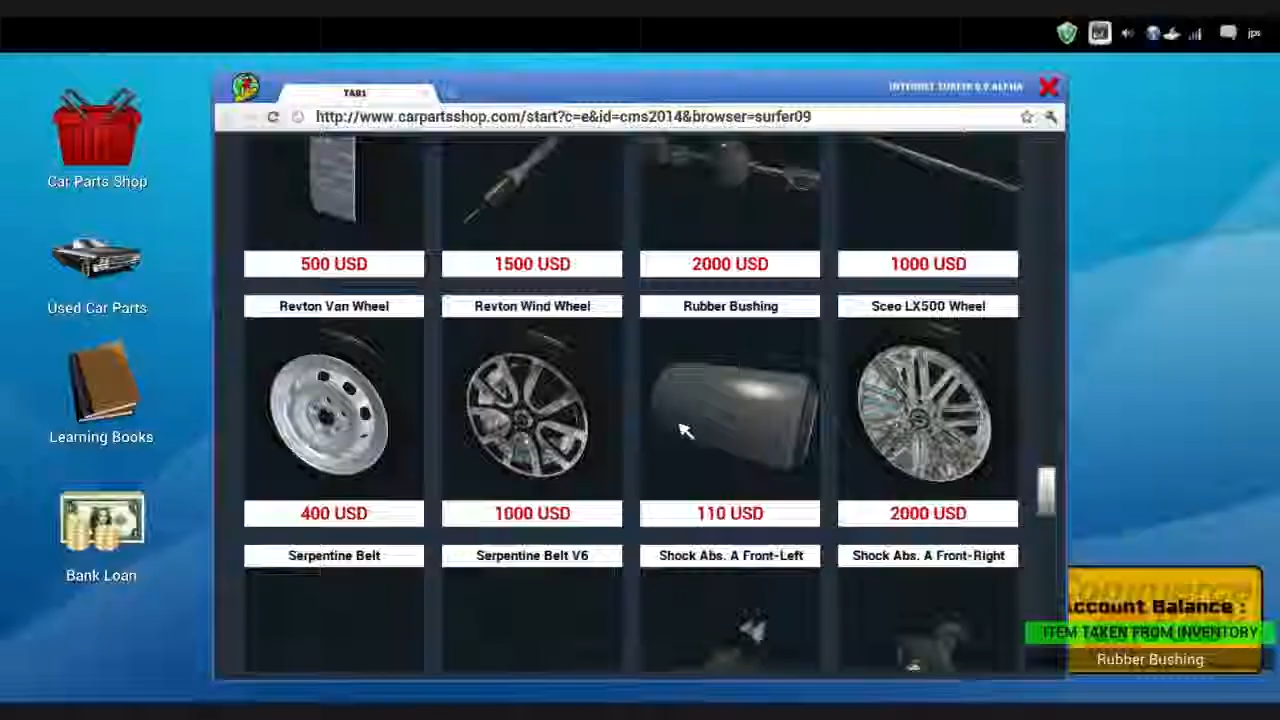 jps
TAB1
INTERNET SURFER 0.9 ALPHA
http://www.carpartsshop.com/start?c=e&id=cms2014&browser=surfer09
Car Parts Shop
Used Car Parts
Learning Books
Bank Loan
500 USD
1500 USD
2000 USD
1000 USD
Revton Van Wheel
Revton Wind Wheel
Rubber Bushing
Sceo LX500 Wheel
400 USD
1000 USD
110 USD
2000 USD
Serpentine Belt
Serpentine Belt V6
Shock Abs. A Front-Left
Shock Abs. A Front-Right
Account Balance :
ITEM TAKEN FROM INVENTORY
Rubber Bushing